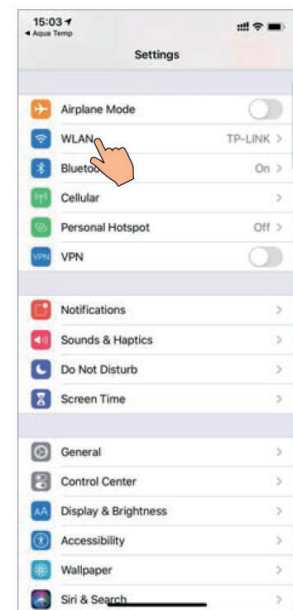 15:03
Aqua Temp
Settings
Airplane Mode
WLAN TP-LINK
On
Cellular
Personal Hotspot Off
VPN VPN
Notifications
Sounds & Haptics
Do Not Disturb
Screen Time
General
Control Center
AA Display & Brightness
Accessibility
Wallpaper
Siri & Search